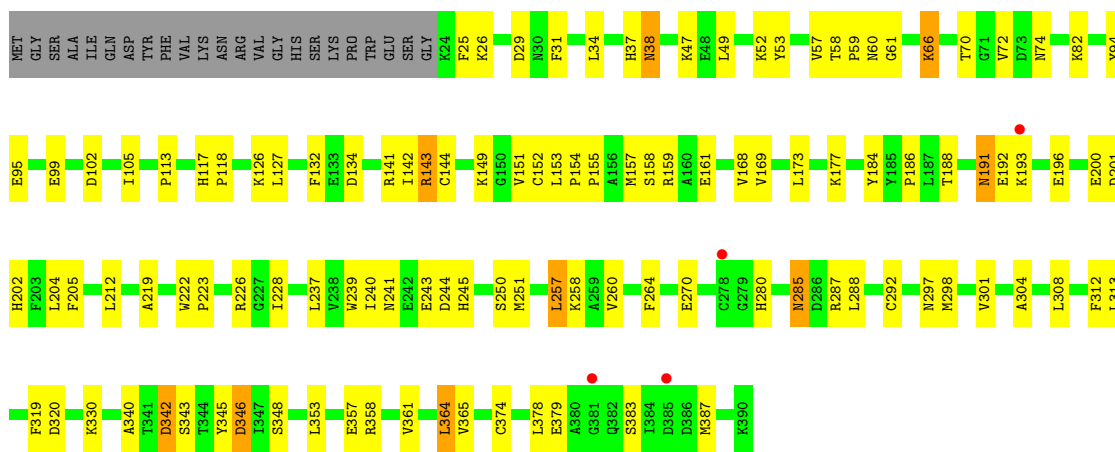 MET GLY SER ALA ILE GLN ASP TYR PHE VAL LYS ASN ARG VAL GLY HIS SER LYS PRO TRP GLU SER GLY K24 F25 K26 D29 N30 F31 L34 H37 N38 K47 E48 L49 K52 Y53 V57 T58 P59 N60 G61 K66 T70 G71 V72 D73 N74 K82
E95 E99 D102 I105 P113 H117 P118 K126 L127 F132 E133 D134 R141 I142 R143 C144 K149 G150 V151 C152 L153 P154 P155 A156 M157 S158 R159 A160 E161 V168 V169 L173 K177 Y184 Y185 P186 L187 T188 N191 E192 K193 E196 E200 D201
H202 F203 L204 F205 L212 A219 W222 P223 R226 G227 I228 L237 V238 W239 I240 N241 E242 E243 D244 H245 S250 M251 L257 K258 A259 V260 F264 E270 C278 G279 H280 N285 D286 R287 L288 C292 N297 M298 V301 A304 L308 F312
F319 D320 K330 A340 T341 D342 S343 T344 Y345 D346 I347 S348 L353 E357 R358 V361 L364 V365 C374 L378 E379 A380 G381 Q382 S383 I384 D385 D386 M387 K390